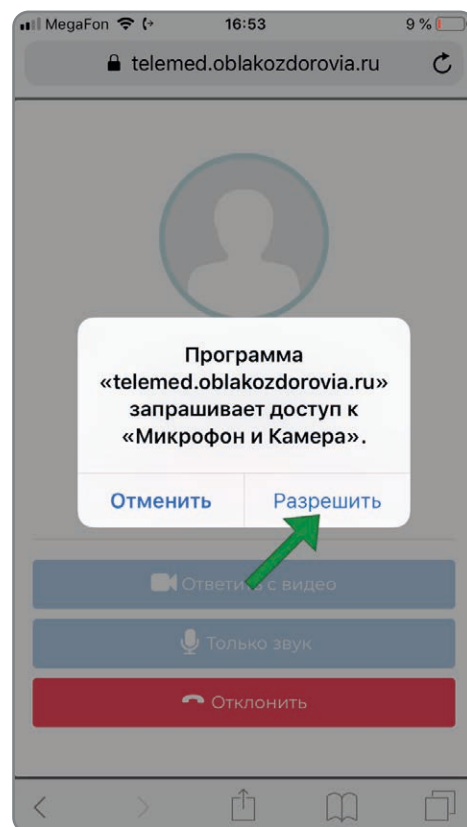 MegaFon 16:53 9 %
telemed.oblakozdorovia.ru
Программа
«telemed.oblakozdorovia.ru»
запрашивает доступ к
«Микрофон и Камера».
Отменить Разрешить
Ответить с видео
Только звук
Отклонить